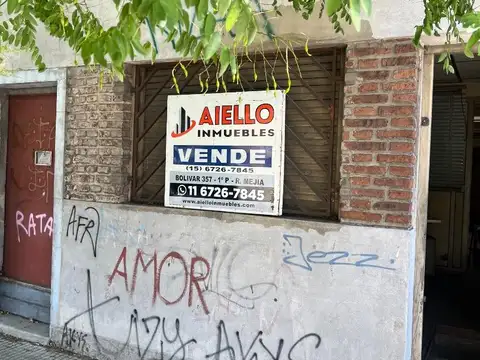 AIELLO
INMUEBLES
VENDE
(15) 6726-7845
BOLIVAR 357 - 1º P - R. MEJIA
11 6726-7845
www.aielloinmuebles.com
RATA
AFR
AMOR
Jezz